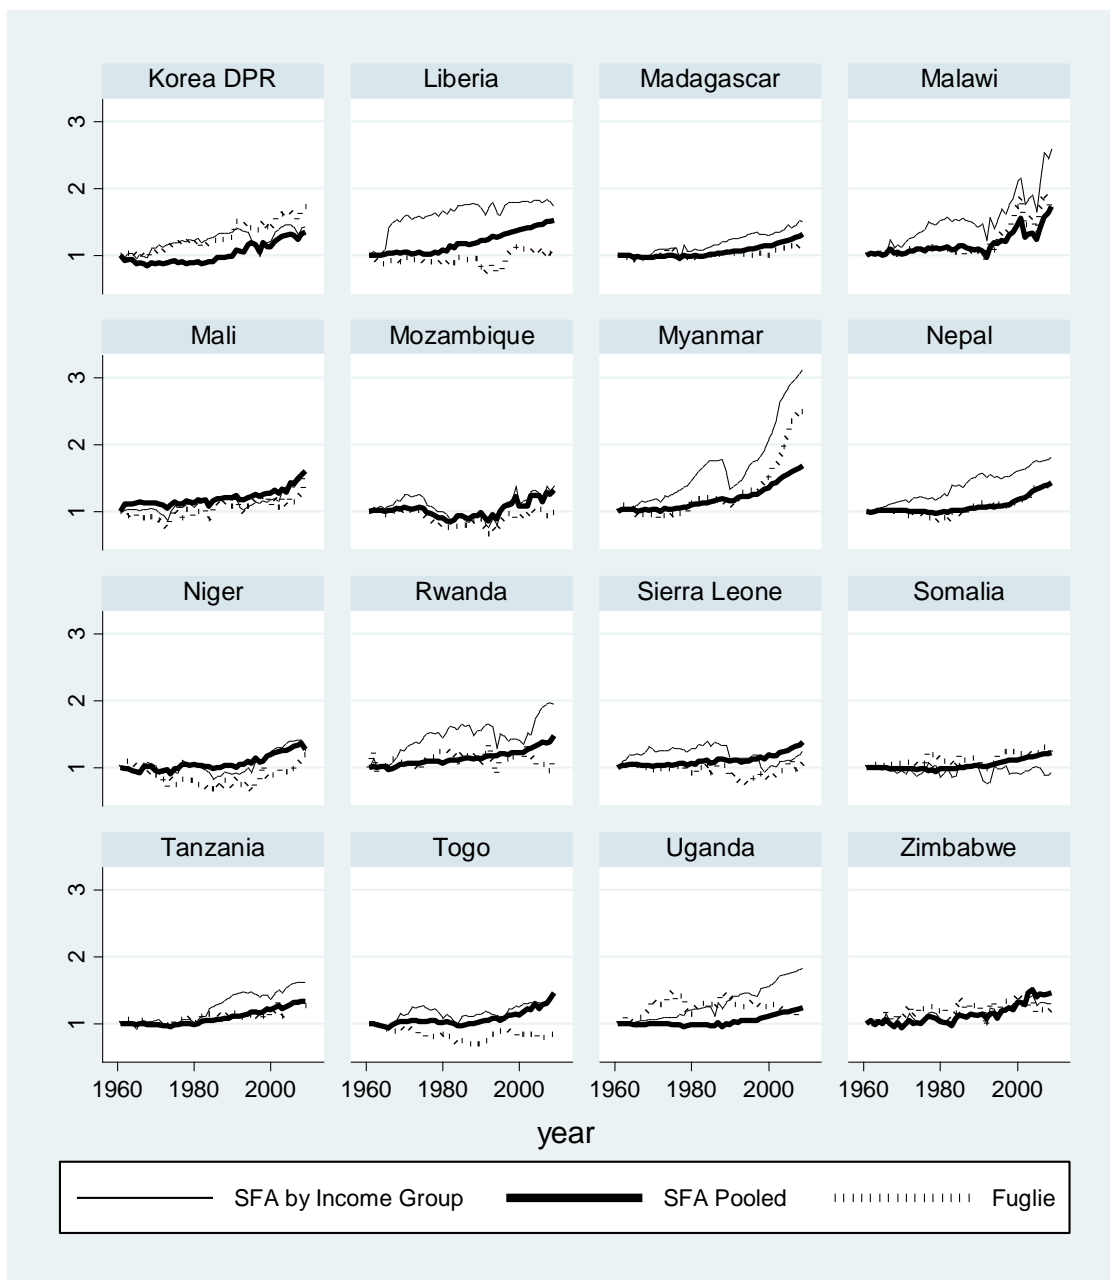 Korea DPR Liberia Madagascar Malawi
3
2
1
Mali Mozambique Myanmar Nepal
3
2
1
Niger Rwanda Sierra Leone Somalia
3
2
1
Tanzania Togo Uganda Zimbabwe
3
2
1
1960 1980 2000 1960 1980 2000 1960 1980 2000 1960 1980 2000
year
SFA by Income Group SFA Pooled Fuglie